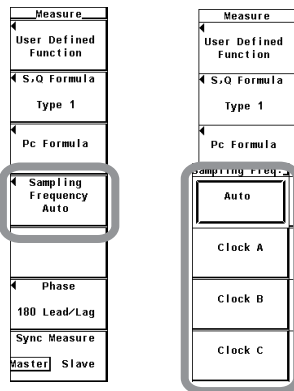 Measure
User Defined
Function
S,Q Formula
Type 1
Pc Formula
Sampling
Frequency
Auto
Phase
180 Lead/Lag
Sync Measure
Master Slave
Measure
User Defined
Function
S,Q Formula
Type 1
Pc Formula
Sampling Freq.
Auto
Clock A
Clock B
Clock C